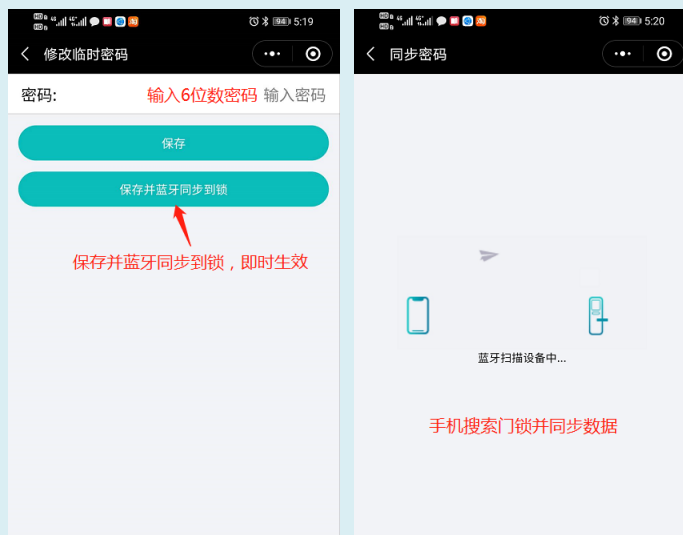 5:19
修改临时密码
密码:
输入6位数密码 输入密码
保存
保存并蓝牙同步到锁
保存并蓝牙同步到锁，即时生效
5:20
同步密码
蓝牙扫描设备中...
手机搜索门锁并同步数据